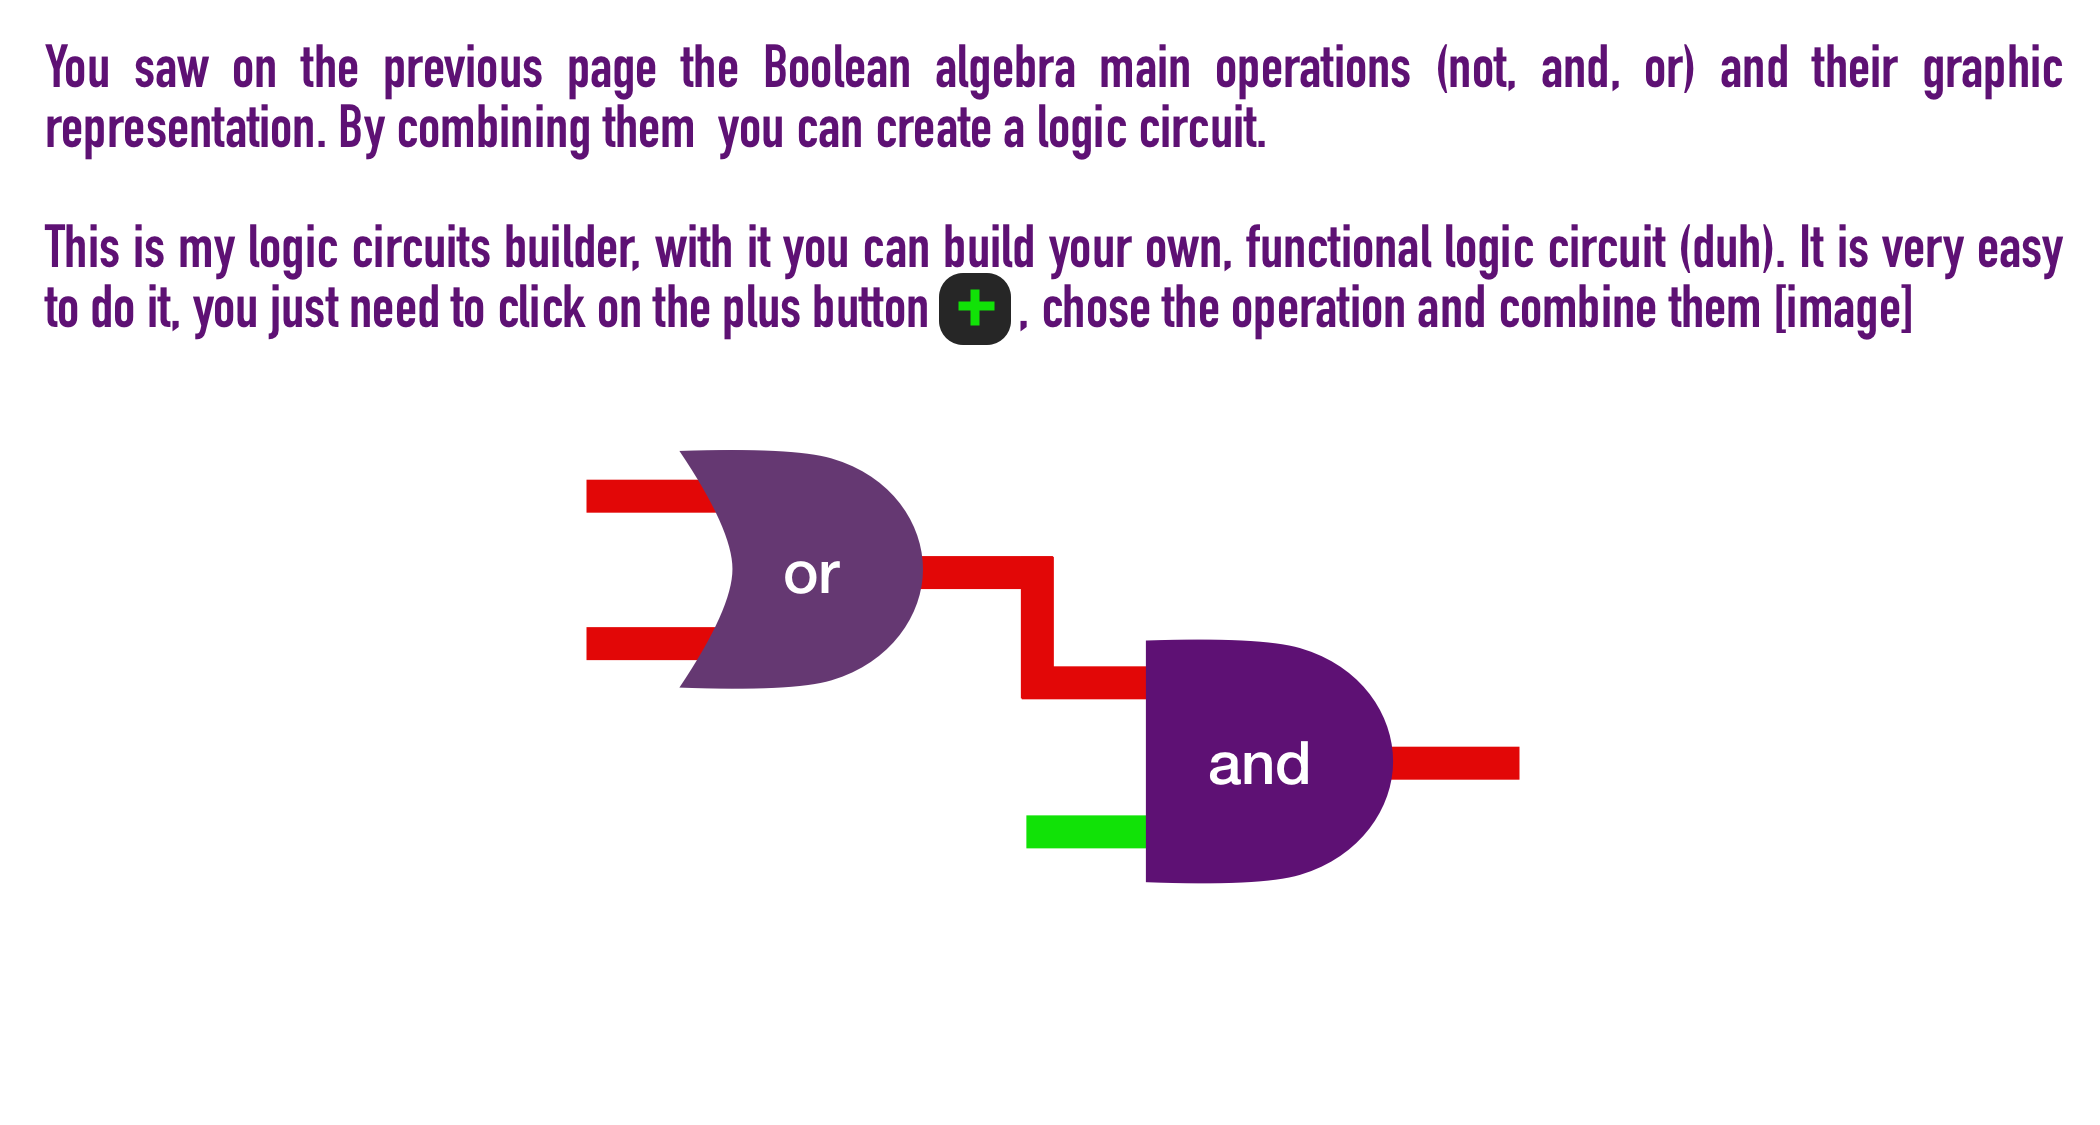 You saw on the previous page the Boolean algebra main operations (not, and, or) and their graphic
representation. By combining them you can create a logic circuit.
This is my logic circuits builder, with it you can build your own, functional logic circuit (duh). It is very easy
to do it, you just need to click on the plus button + , chose the operation and combine them [image]
or
and